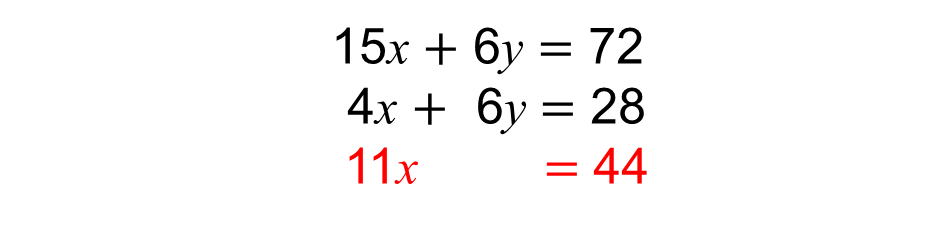 15x + 6y = 72
4x + 6y = 28
11x = 44